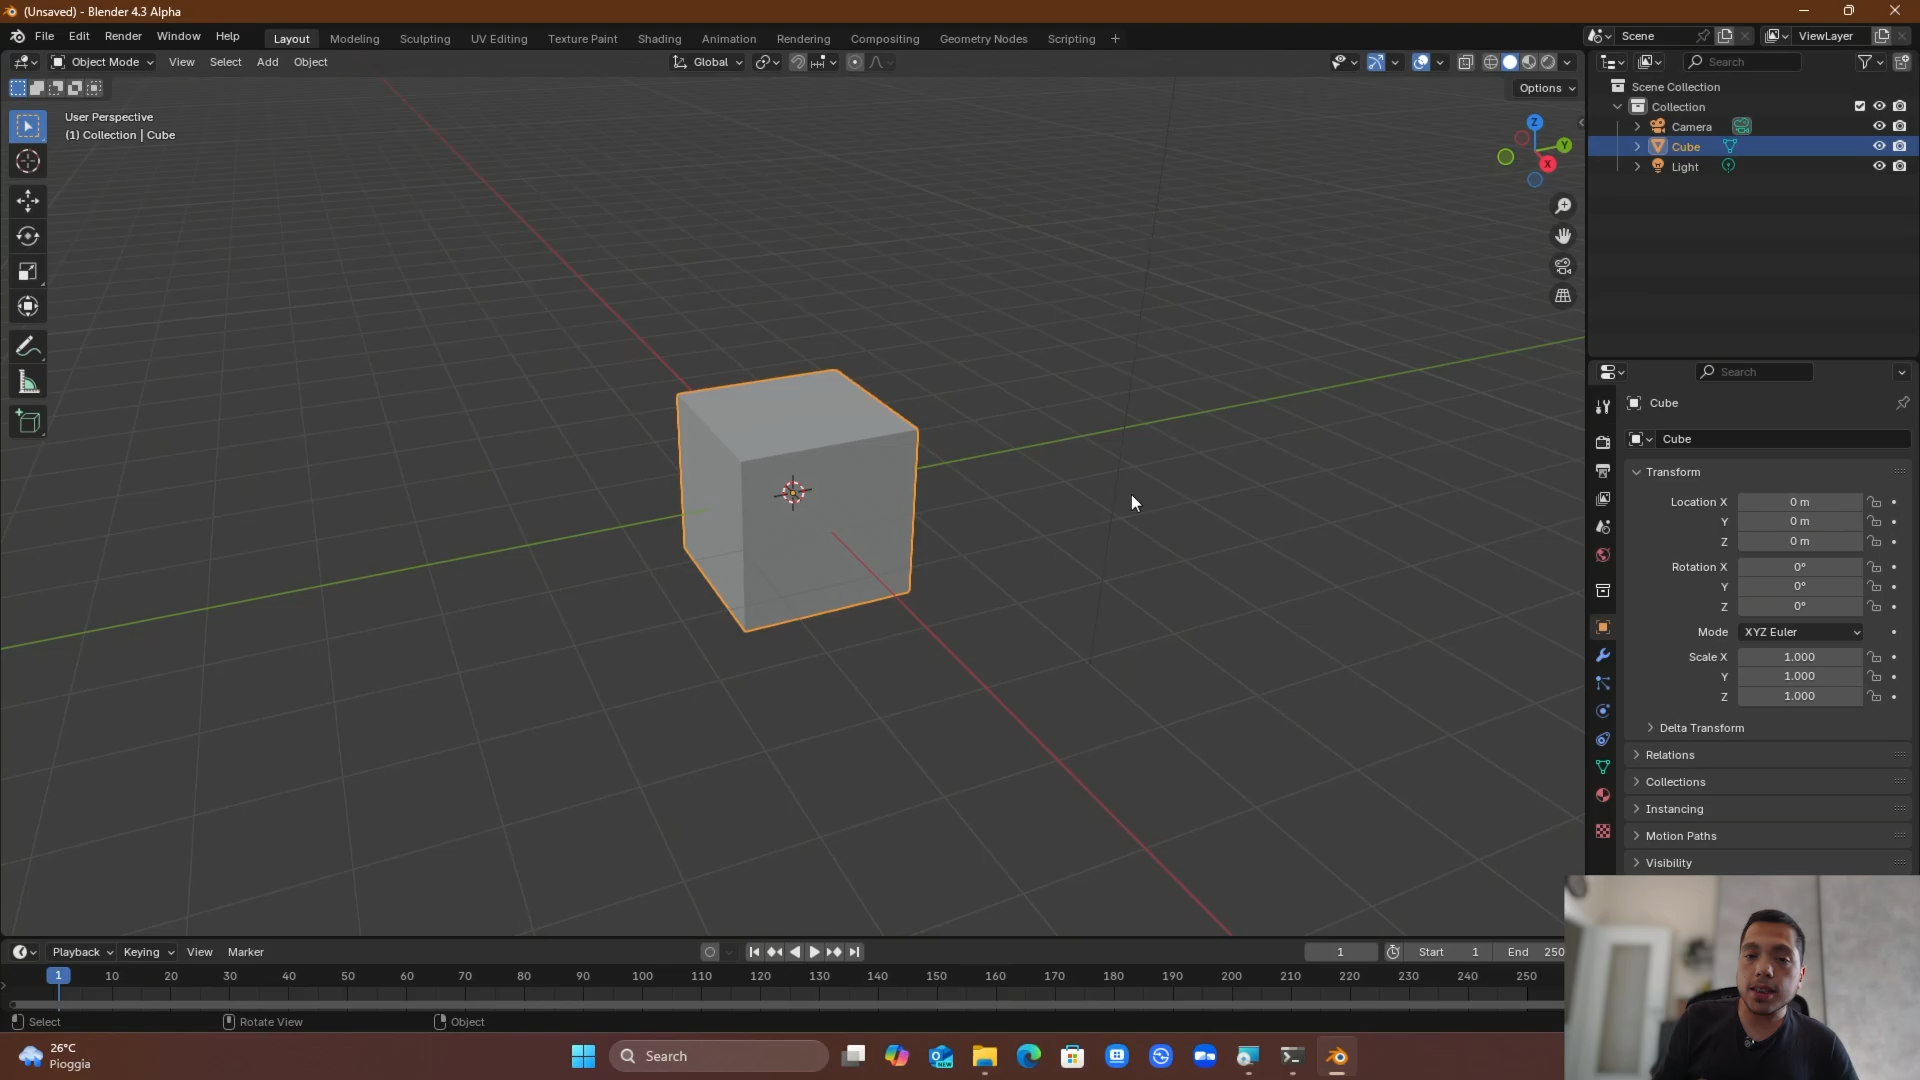 (Unsaved) - Blender 4.3 Alpha
File Edit Render Window Help Layout Modeling Sculpting UV Editing Texture Paint Shading Animation Rendering Compositing Geometry Nodes Scripting + Scene ViewLayer
Object Mode View Select Add Object Global Search
Options
User Perspective
(1) Collection | Cube
Z
Y
X
Scene Collection
Collection
Camera
Cube
Light
Search
Cube
Cube
Transform
Location X 0 m
Y 0 m
Z 0 m
Rotation X 0°
Y 0°
Z 0°
Mode XYZ Euler
Scale X 1.000
Y 1.000
Z 1.000
Delta Transform
Relations
Collections
Instancing
Motion Paths
Visibility
Playback Keying View Marker 1 Start 1 End 250
1 10 20 30 40 50 60 70 80 90 100 110 120 130 140 150 160 170 180 190 200 210 220 230 240 250
Select Rotate View Object
26°C
Pioggia
Search
NEW